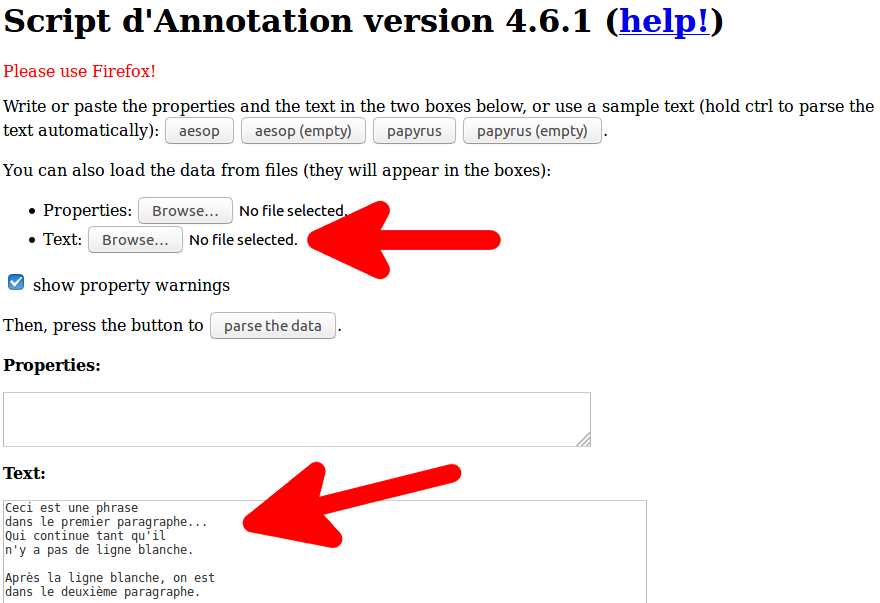 Script d'Annotation version 4.6.1 (help!)
Please use Firefox!
Write or paste the properties and the text in the two boxes below, or use a sample text (hold ctrl to parse the
text automatically): aesop aesop (empty) papyrus papyrus (empty) .
You can also load the data from files (they will appear in the boxes):
• Properties: Browse... No file selected.
• Text: Browse... No file selected.
show property warnings
Then, press the button to parse the data .
Properties:
Text:
Ceci est une phrase
dans le premier paragraphe...
Qui continue tant qu'il
n'y a pas de ligne blanche.
Après la ligne blanche, on est
dans le deuxième paragraphe.